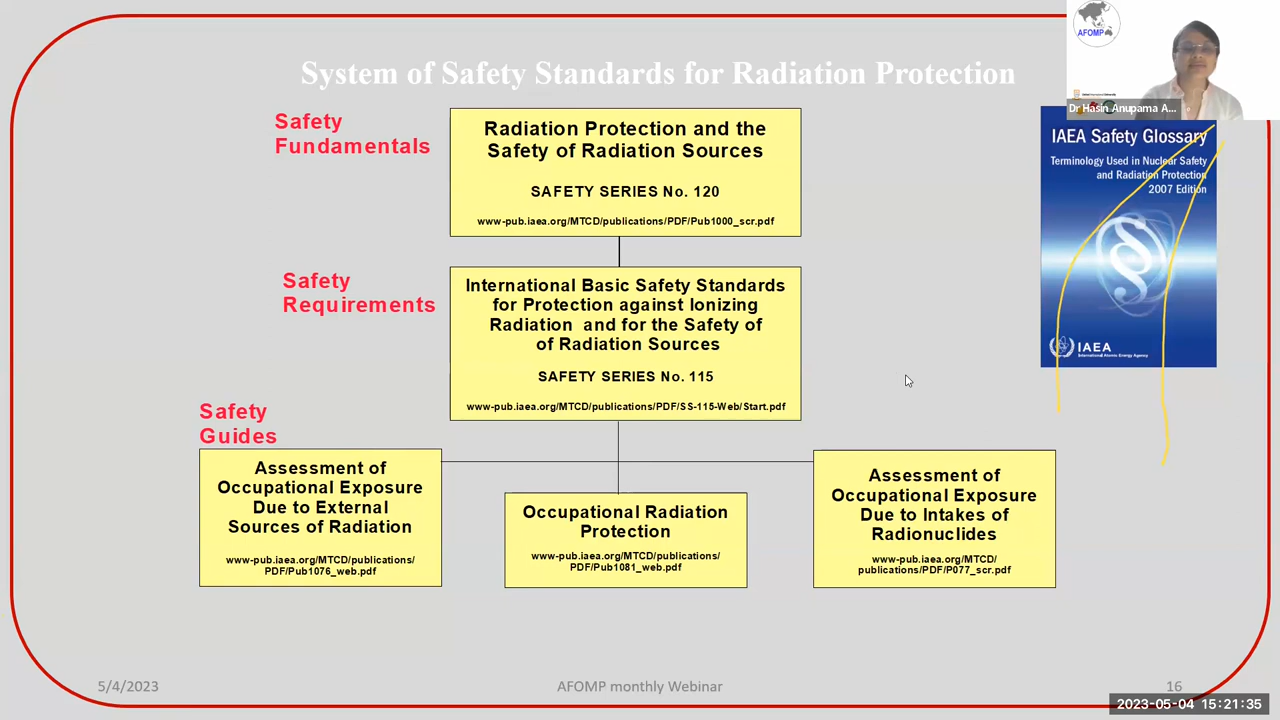 System of Safety Standards for Radiation Protection
AFOMP
Dr Hasin Anupama A...
Safety
Fundamentals
Radiation Protection and the
Safety of Radiation Sources
SAFETY SERIES No. 120
www-pub.iaea.org/MTCD/publications/PDF/Pub1000_scr.pdf
IAEA Safety Glossary
Terminology Used in Nuclear Safety
and Radiation Protection
2007 Edition
IAEA
International Atomic Energy Agency
Safety
Requirements
International Basic Safety Standards
for Protection against Ionizing
Radiation and for the Safety of
of Radiation Sources
SAFETY SERIES No. 115
www-pub.iaea.org/MTCD/publications/PDF/SS-115-Web/Start.pdf
Safety
Guides
Assessment of
Occupational Exposure
Due to External
Sources of Radiation
www-pub.iaea.org/MTCD/publications/
PDF/Pub1076_web.pdf
Occupational Radiation
Protection
www-pub.iaea.org/MTCD/publications/
PDF/Pub1081_web.pdf
Assessment of
Occupational Exposure
Due to Intakes of
Radionuclides
www-pub.iaea.org/MTCD/
publications/PDF/P077_scr.pdf
5/4/2023
AFOMP monthly Webinar
16
2023-05-04 15:21:35